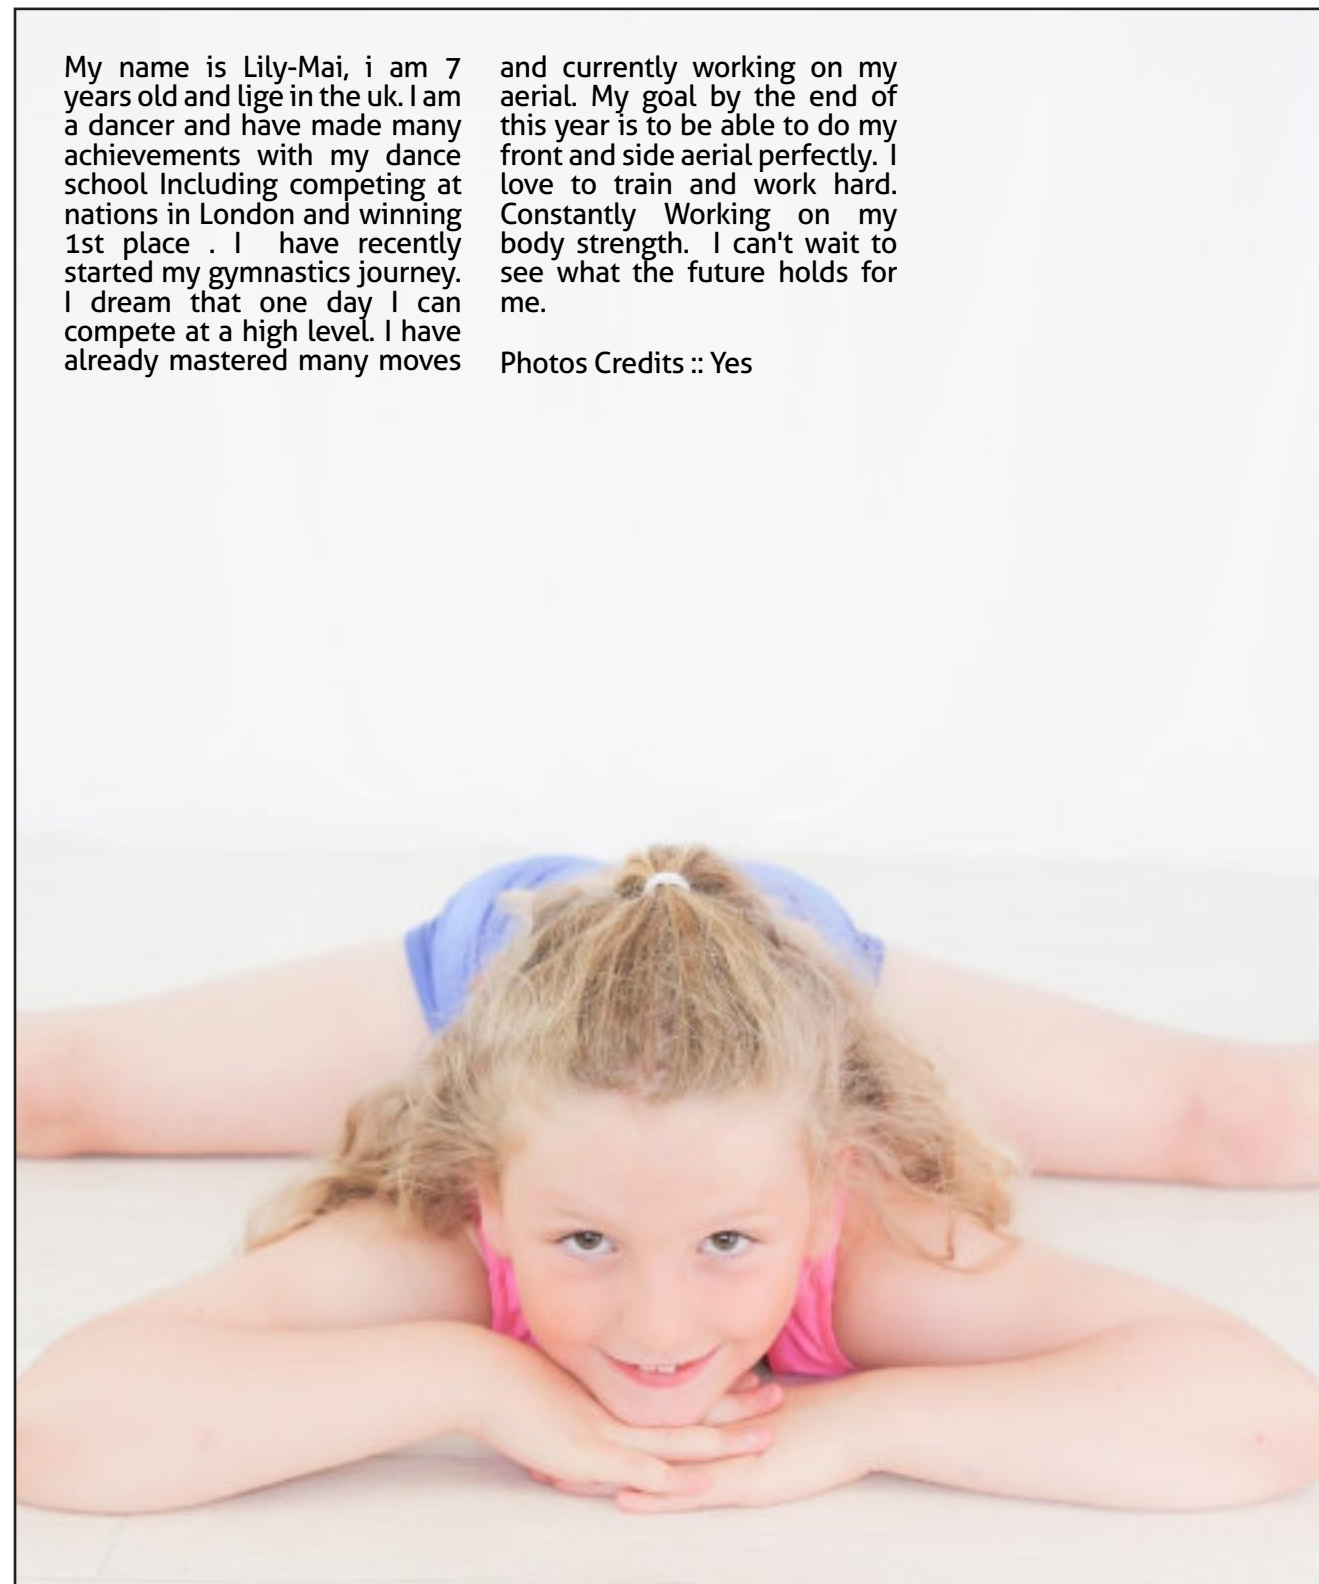 My name is Lily-Mai, i am 7
years old and lige in the uk. I am
a dancer and have made many
achievements with my dance
school Including competing at
nations in London and winning
1st place . I  have recently
started my gymnastics journey.
I dream that one day I can
compete at a high level. I have
already mastered many moves
and currently working on my
aerial. My goal by the end of
this year is to be able to do my
front and side aerial perfectly. I
love to train and work hard.
Constantly Working on my
body strength.  I can't wait to
see what the future holds for
me.
Photos Credits :: Yes